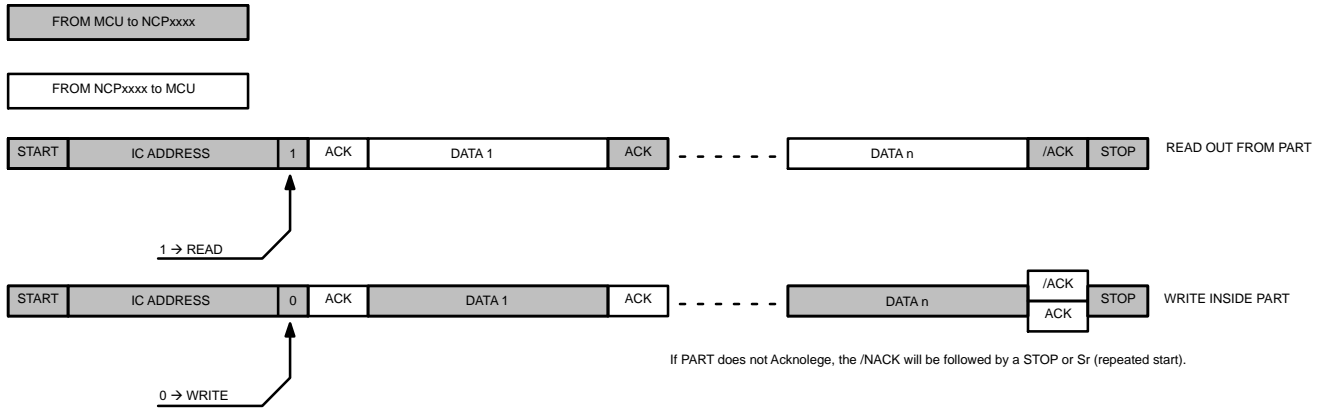 FROM MCU to NCPxxxx
FROM NCPxxxx to MCU
START IC ADDRESS 1 ACK DATA 1 ACK DATA n /ACK STOP READ OUT FROM PART
1 → READ
START IC ADDRESS 0 ACK DATA 1 ACK DATA n /ACK ACK STOP WRITE INSIDE PART
If PART does not Acknolege, the /NACK will be followed by a STOP or Sr (repeated start).
0 → WRITE